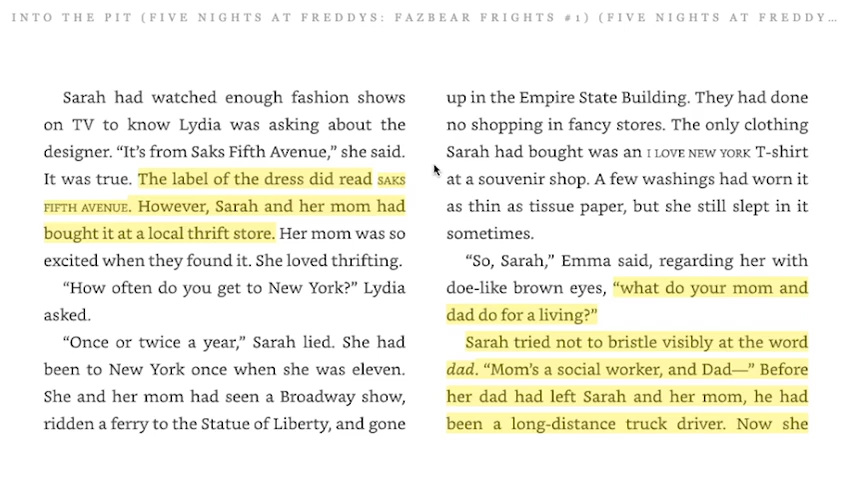 INTO THE PIT (FIVE NIGHTS AT FREDDYS: FAZBEAR FRIGHTS #1) (FIVE NIGHTS AT FREDDY...
Sarah had watched enough fashion shows
on TV to know Lydia was asking about the
designer. “It’s from Saks Fifth Avenue,” she said.
It was true. The label of the dress did read SAKS
FIFTH AVENUE. However, Sarah and her mom had
bought it at a local thrift store. Her mom was so
excited when they found it. She loved thrifting.
“How often do you get to New York?” Lydia
asked.
“Once or twice a year,” Sarah lied. She had
been to New York once when she was eleven.
She and her mom had seen a Broadway show,
ridden a ferry to the Statue of Liberty, and gone
up in the Empire State Building. They had done
no shopping in fancy stores. The only clothing
Sarah had bought was an I LOVE NEW YORK T-shirt
at a souvenir shop. A few washings had worn it
as thin as tissue paper, but she still slept in it
sometimes.
“So, Sarah,” Emma said, regarding her with
doe-like brown eyes, “what do your mom and
dad do for a living?”
Sarah tried not to bristle visibly at the word
dad. “Mom’s a social worker, and Dad—” Before
her dad had left Sarah and her mom, he had
been a long-distance truck driver. Now she